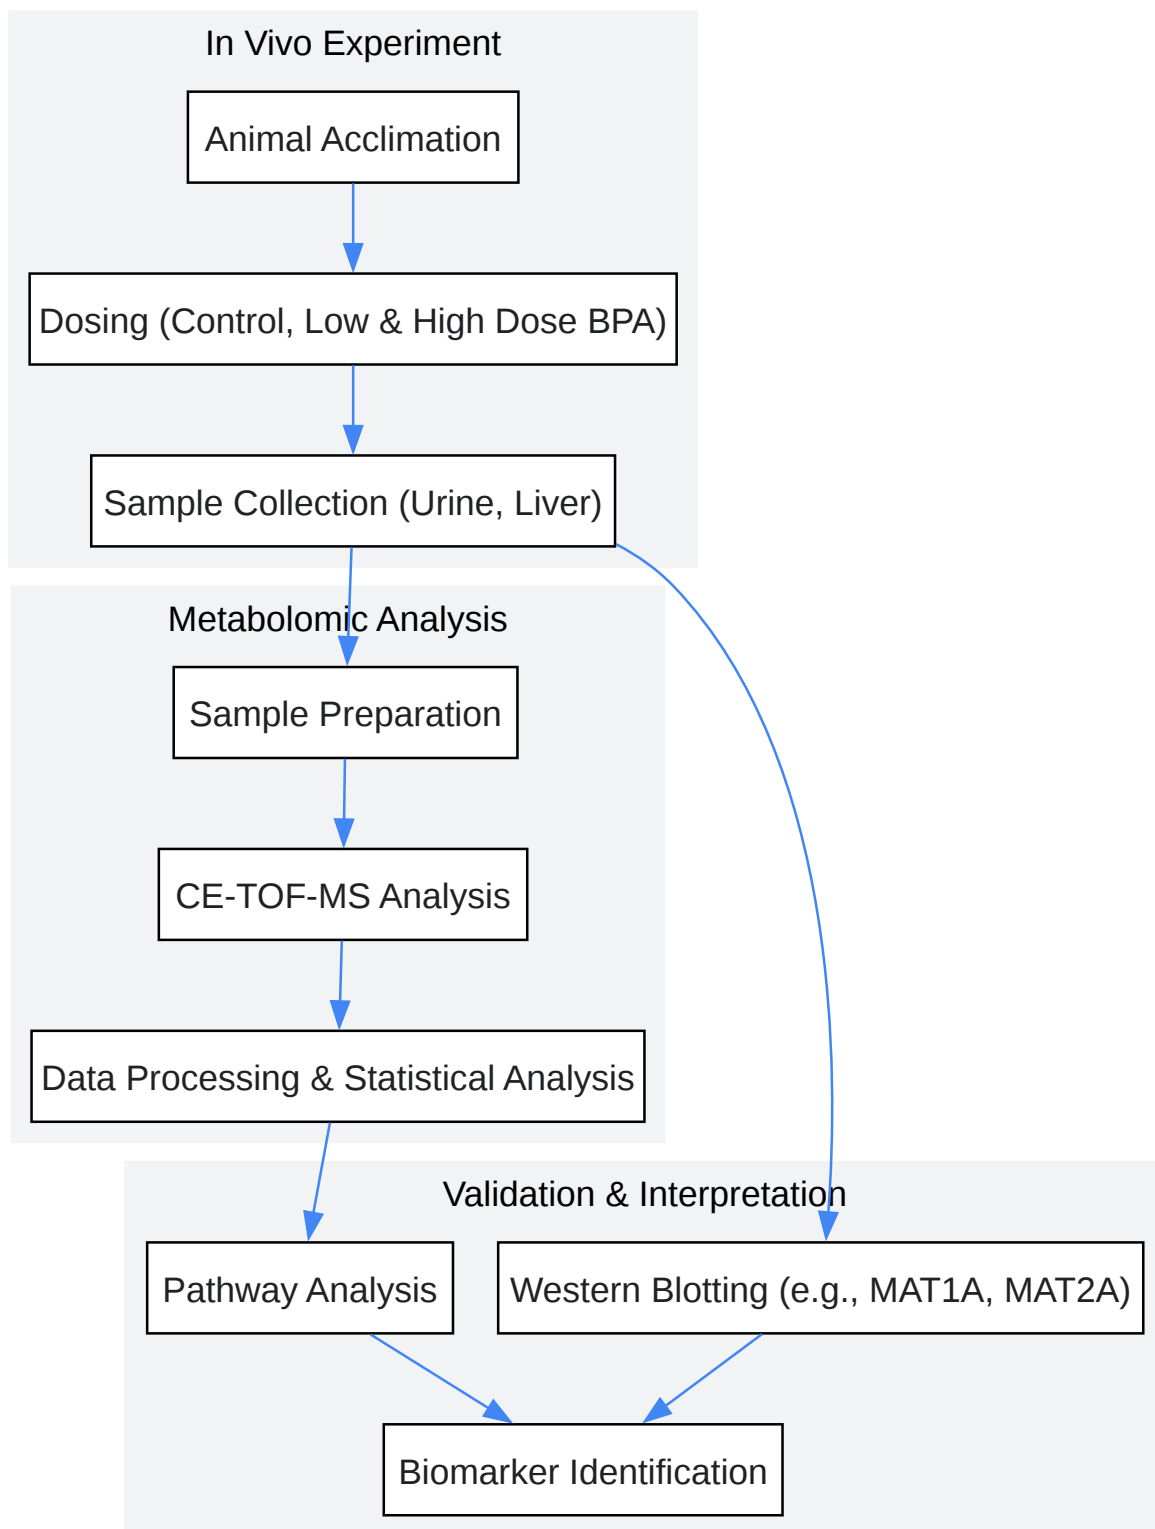 In Vivo Experiment
Animal Acclimation
Dosing (Control, Low & High Dose BPA)
Sample Collection (Urine, Liver)
Metabolomic Analysis
Sample Preparation
CE-TOF-MS Analysis
Data Processing & Statistical Analysis
Validation & Interpretation
Pathway Analysis
Western Blotting (e.g., MAT1A, MAT2A)
Biomarker Identification